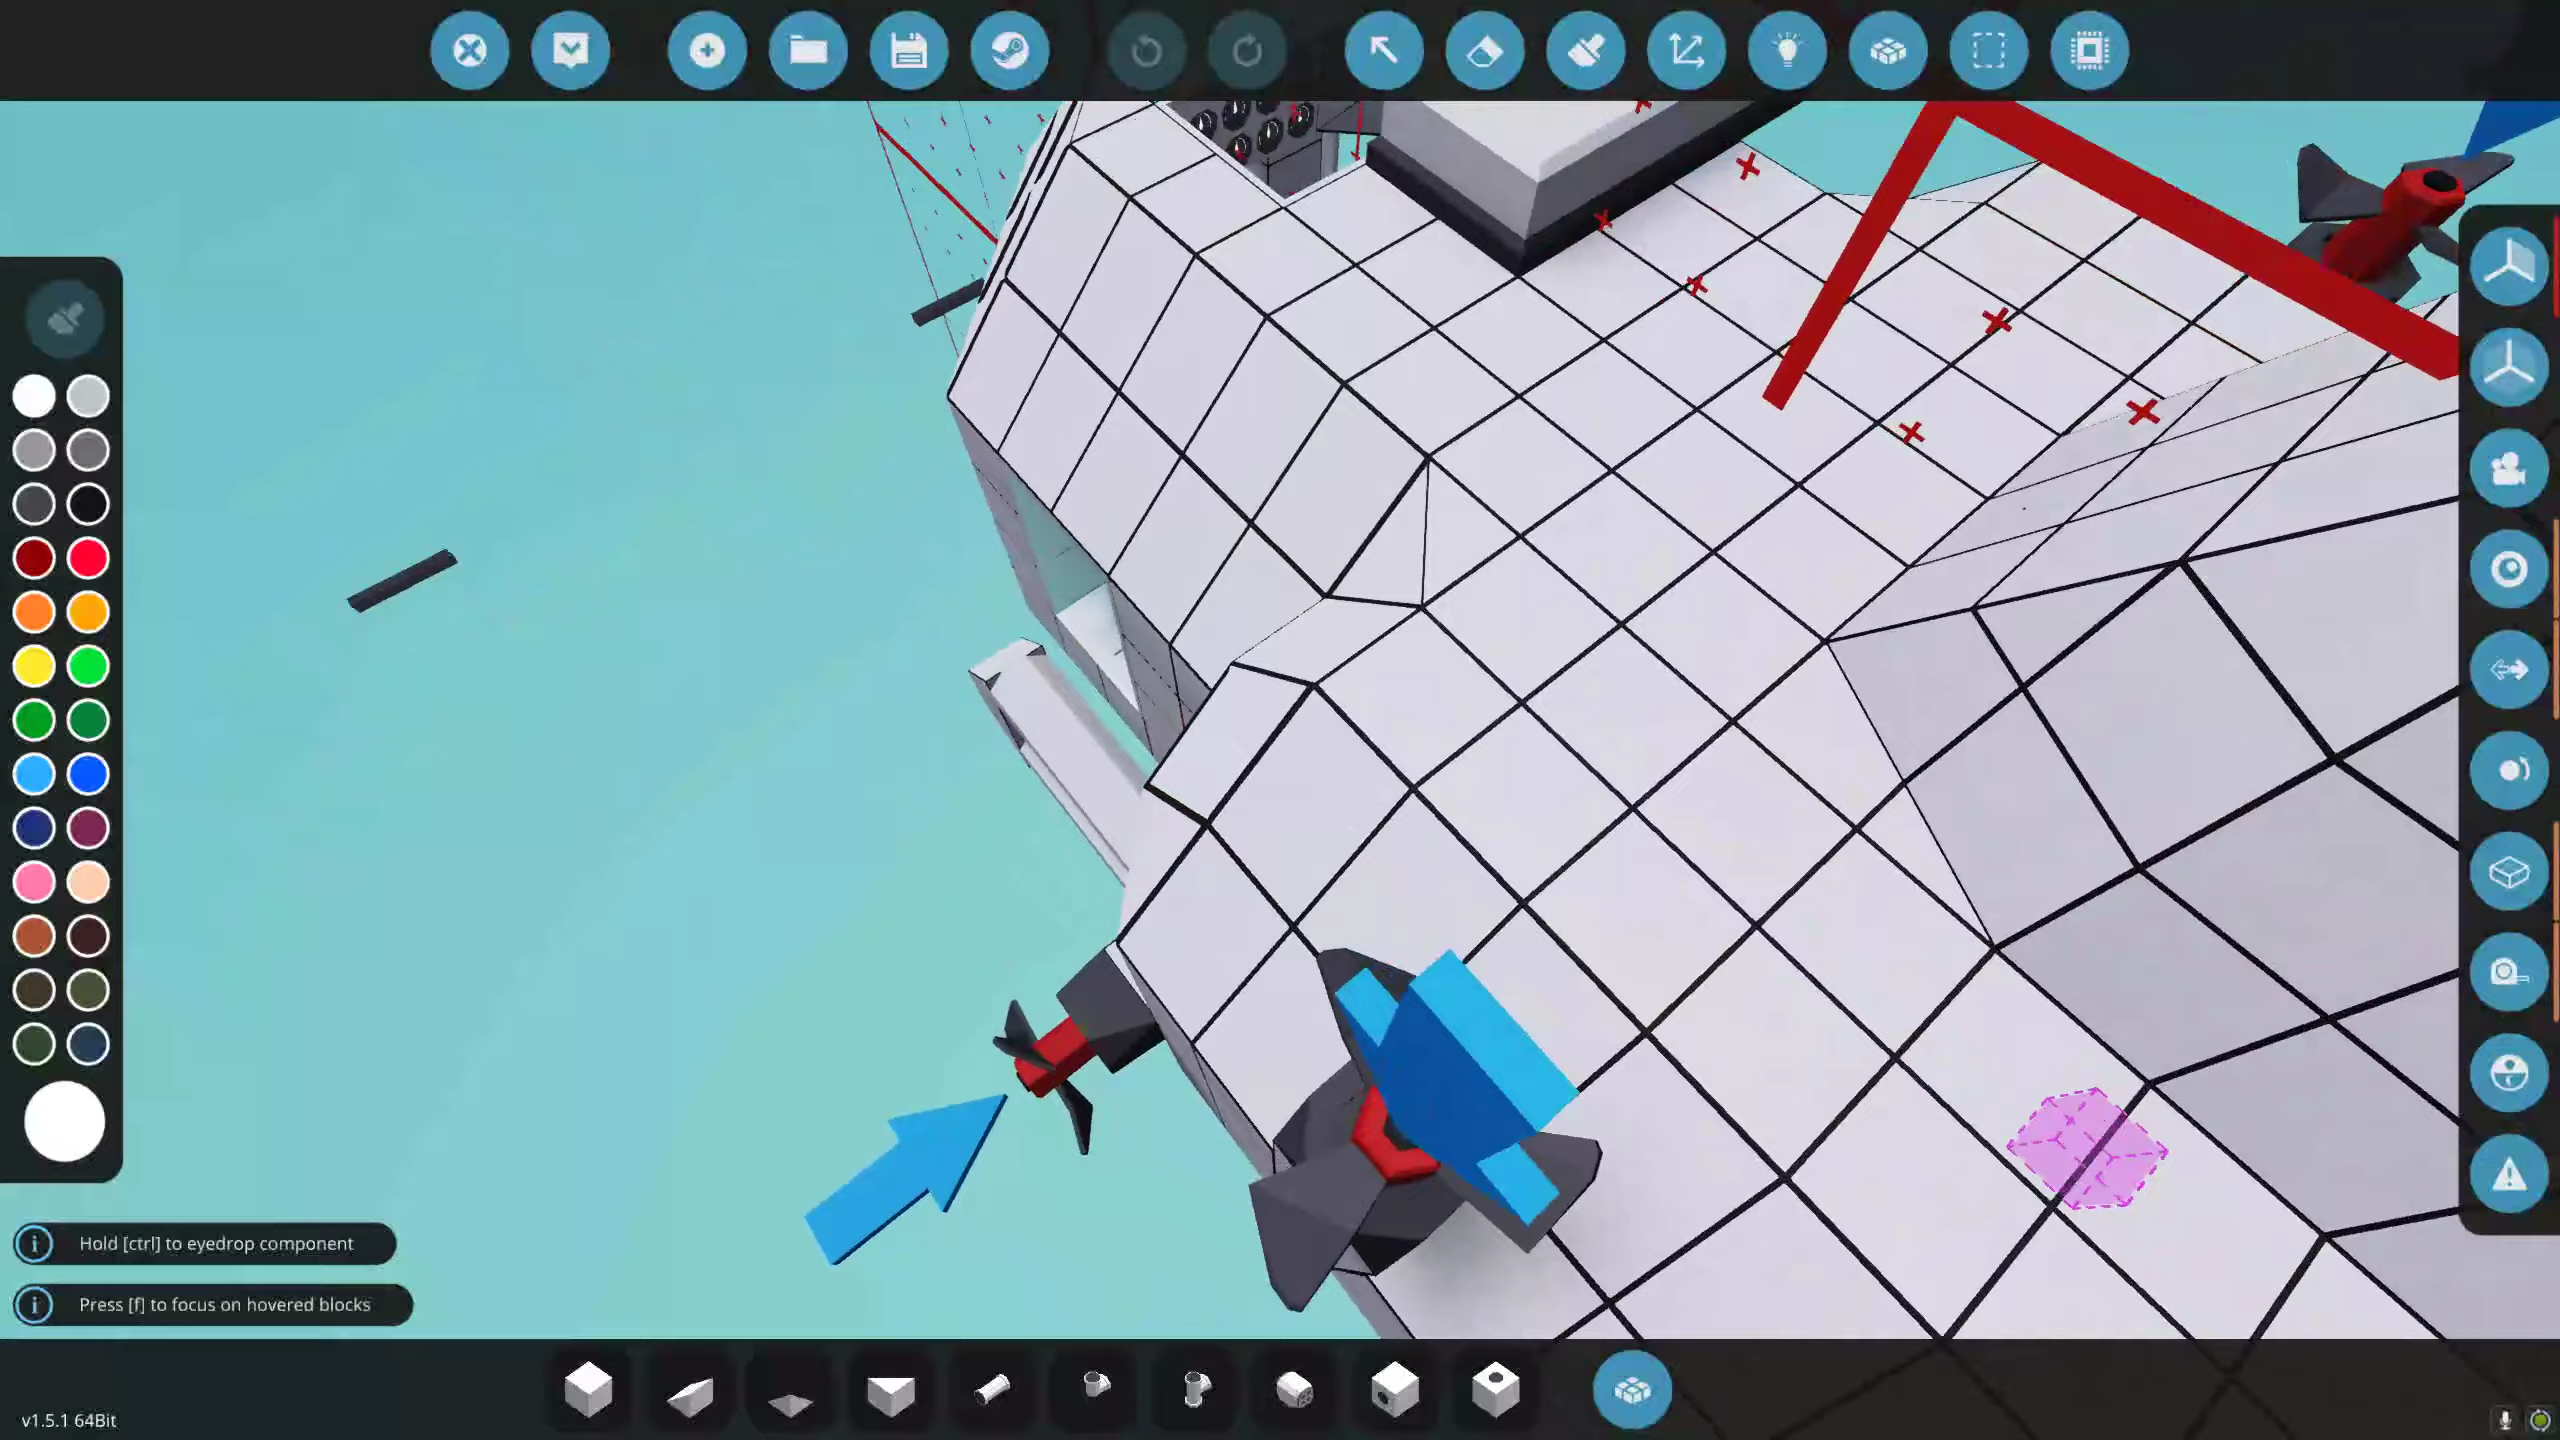 Hold [ctrl] to eyedrop component
Press [f] to focus on hovered blocks
v1.5.1 64Bit